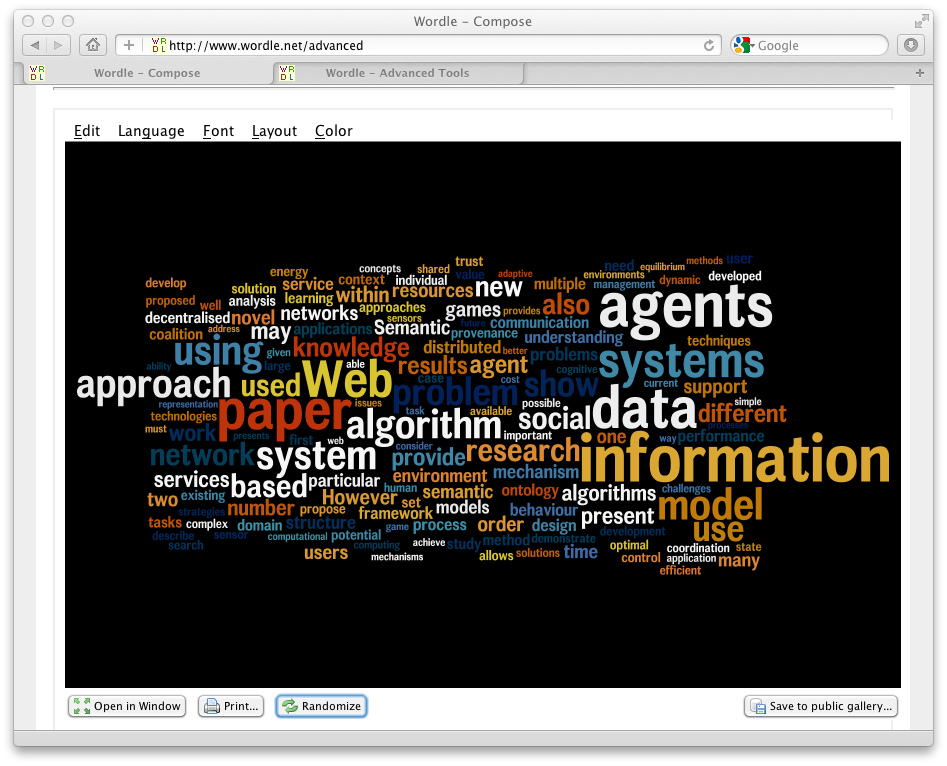 Wordle – Compose
http://www.wordle.net/advanced
Google
Wordle – Compose Wordle – Advanced Tools
Edit Language Font Layout Color
trust need equilibrium methods user
energy concepts shared value adaptive environments
develop solution service context individual multiple management dynamic developed
proposed well analysis learning within resources new also agents
decentralised novel networks approaches sensors games provides communication
coalition address may applications Semantic future provenance understanding techniques
using given knowledge distributed better problems systems
ability large able results agent cognitive
approach used Web case cost show current support
representation paper issues problem possible data simple different
technologies task available social
must work presents first web algorithm important one way processes performance
network system consider provide research information
services based particular environment mechanism
two existing human semantic ontology algorithms challenges
strategies number propose However set models behaviour present model
tasks complex domain structure framework game process order design development use
describe sensor computational potential achieve study method demonstrate optimal coordination state
search users computing mechanisms allows solutions time control application many
efficient
Open in Window Print... Randomize Save to public gallery...